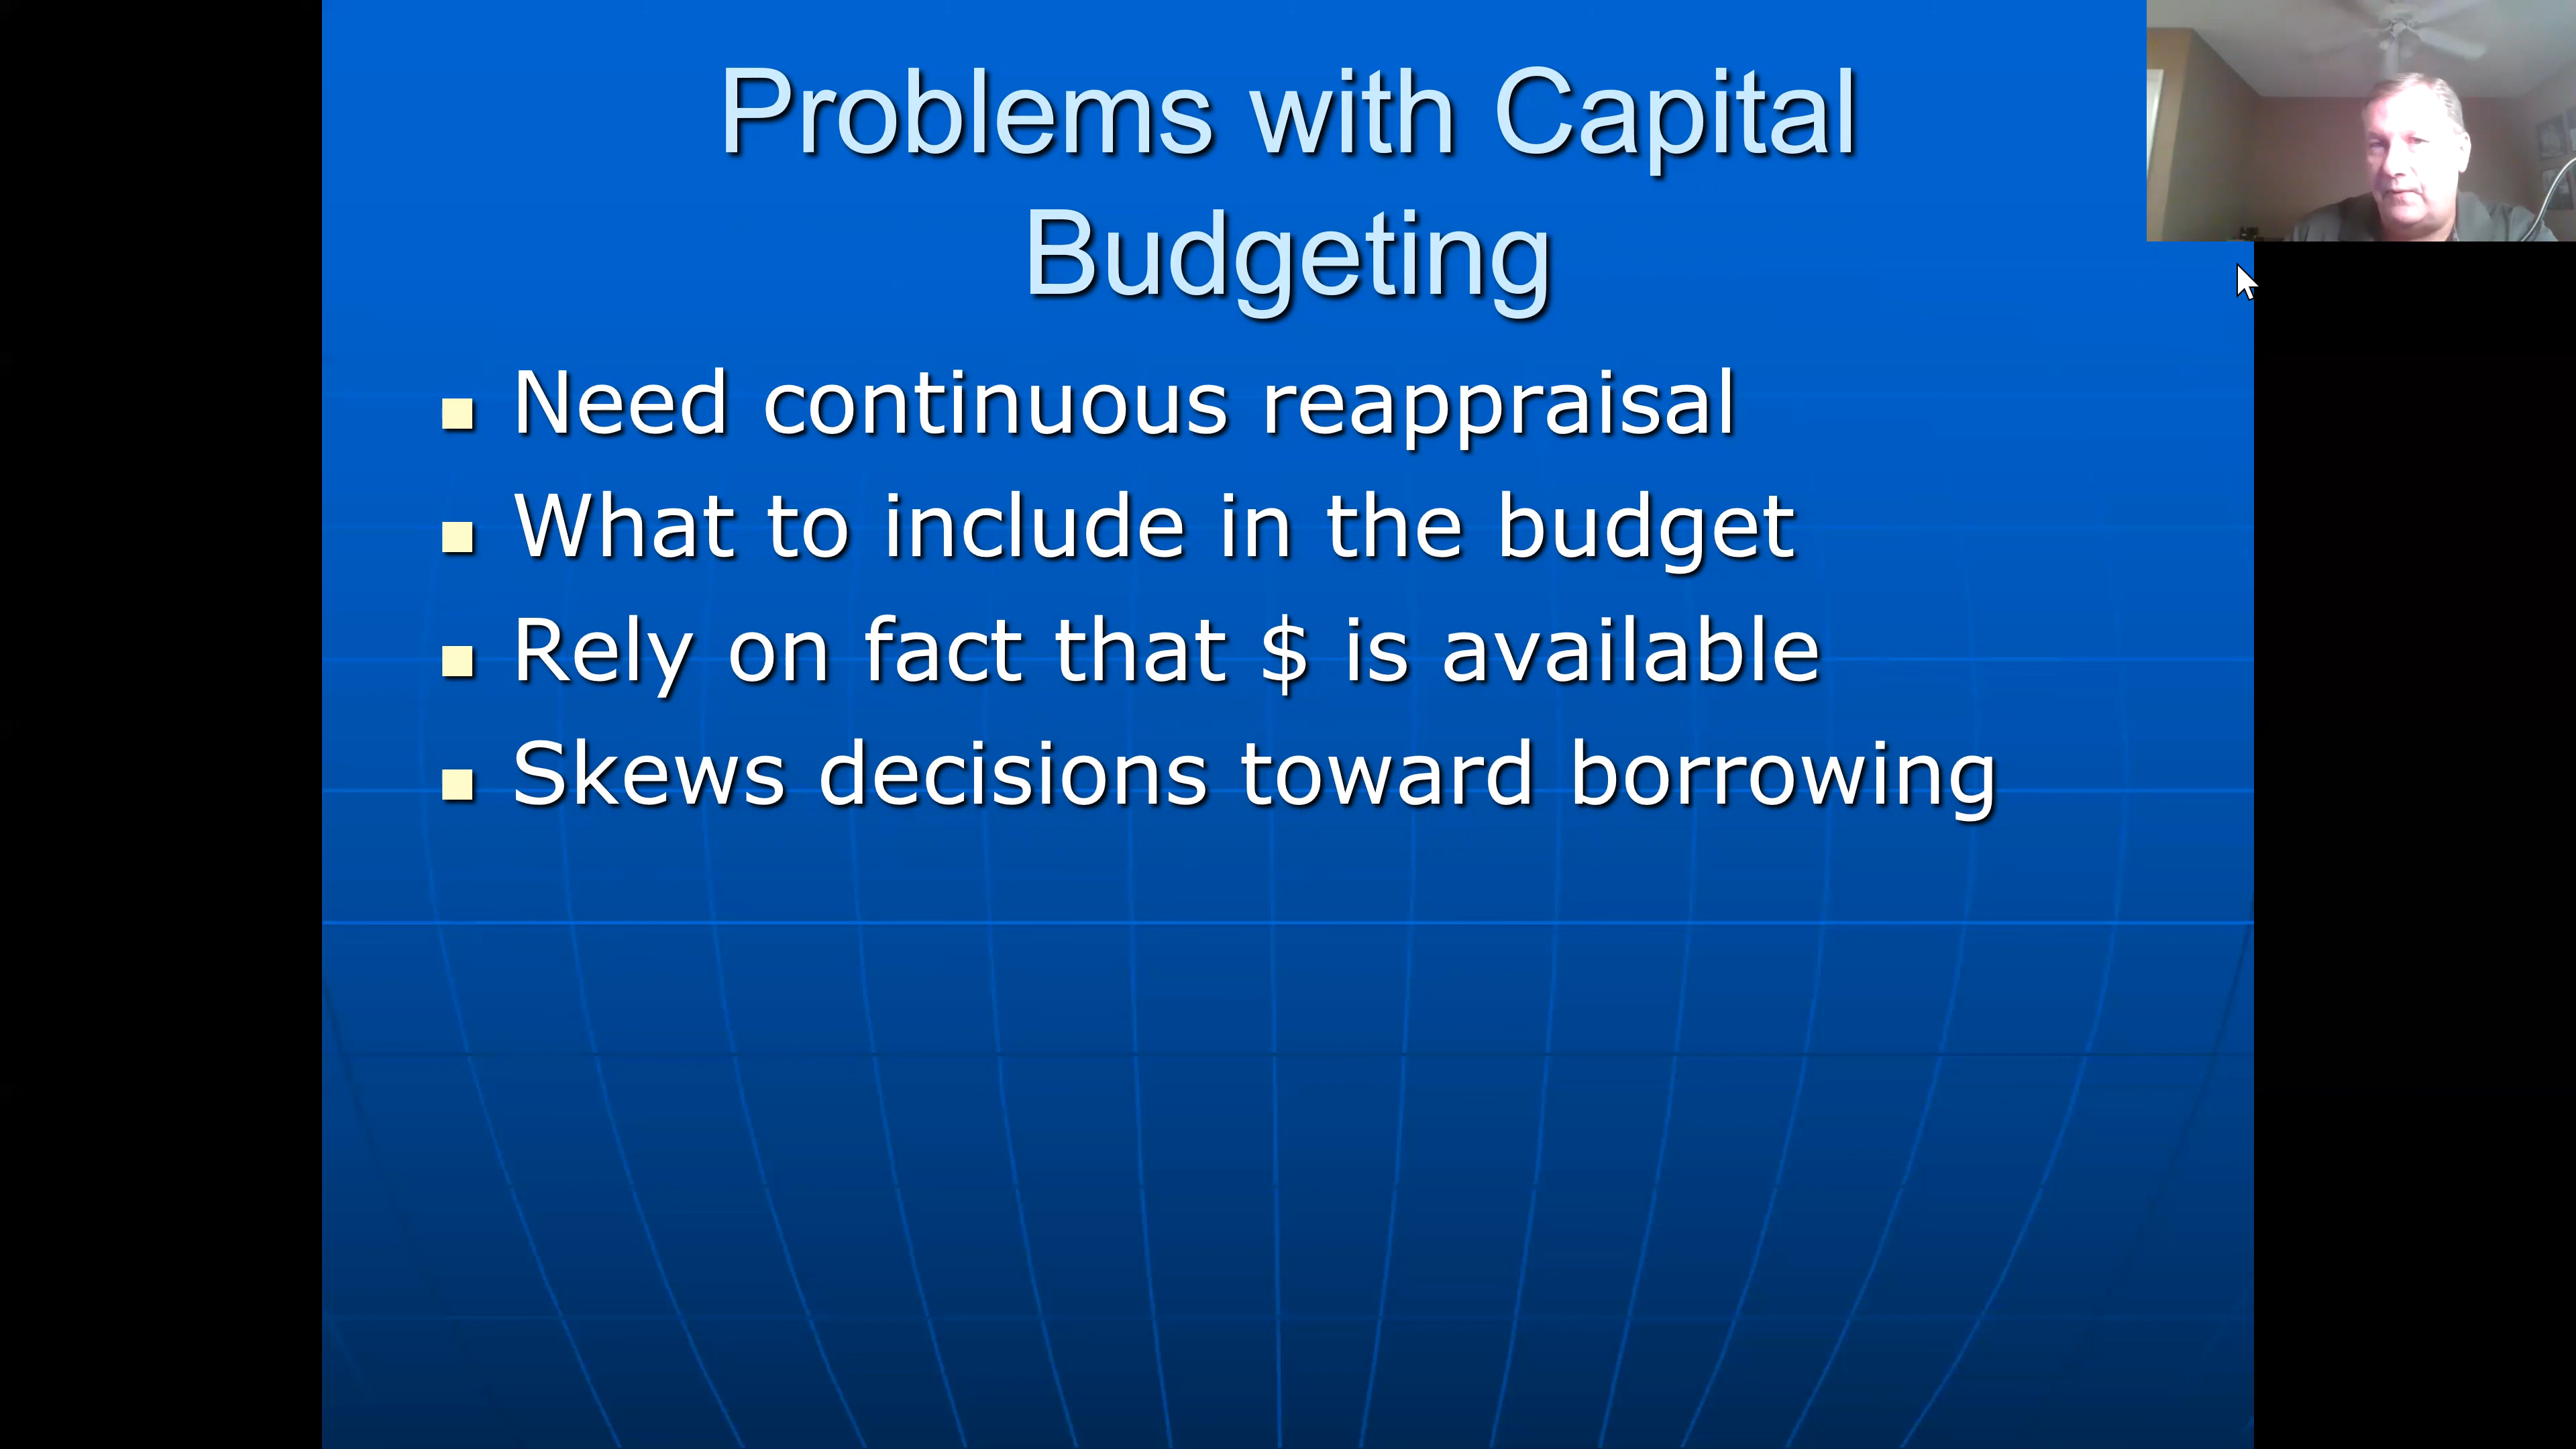 Problems with Capital
Budgeting
Need continuous reappraisal
What to include in the budget
Rely on fact that $ is available
Skews decisions toward borrowing